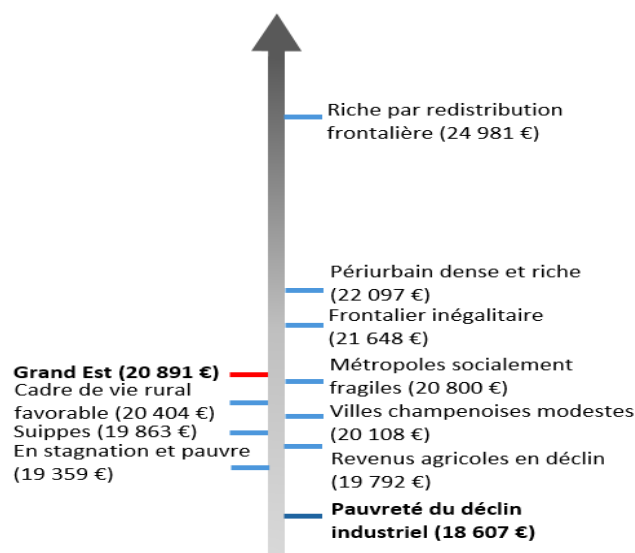 Riche par redistribution
frontalière (24 981 €)
Périurbain dense et riche
(22 097 €)
Frontalier inégalitaire
(21 648 €)
Grand Est (20 891 €)
Métropoles socialement
fragiles (20 800 €)
Cadre de vie rural
favorable (20 404 €)
Villes champenoises modestes
(20 108 €)
Suippes (19 863 €)
Revenus agricoles en déclin
(19 792 €)
En stagnation et pauvre
(19 359 €)
Pauvreté du déclin
industriel (18 607 €)